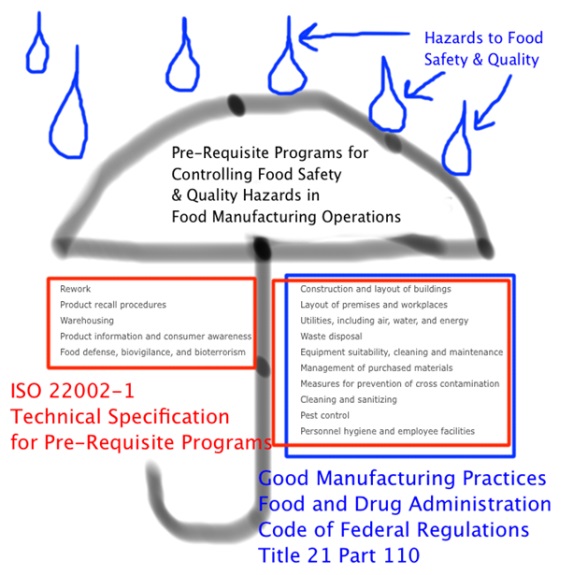 Hazards to Food
Safety & Quality
Pre-Requisite Programs for
Controlling Food Safety
& Quality Hazards in
Food Manufacturing Operations
Rework
Product recall procedures
Warehousing
Product information and consumer awareness
Food defense, biovigilance, and bioterrorism
Construction and layout of buildings
Layout of premises and workplaces
Utilities, including air, water, and energy
Waste disposal
Equipment suitability, cleaning and maintenance
Management of purchased materials
Measures for prevention of cross contamination
Cleaning and sanitizing
Pest control
Personnel hygiene and employee facilities
ISO 22002-1
Technical Specification
for Pre-Requisite Programs
Good Manufacturing Practices
Food and Drug Administration
Code of Federal Regulations
Title 21 Part 110